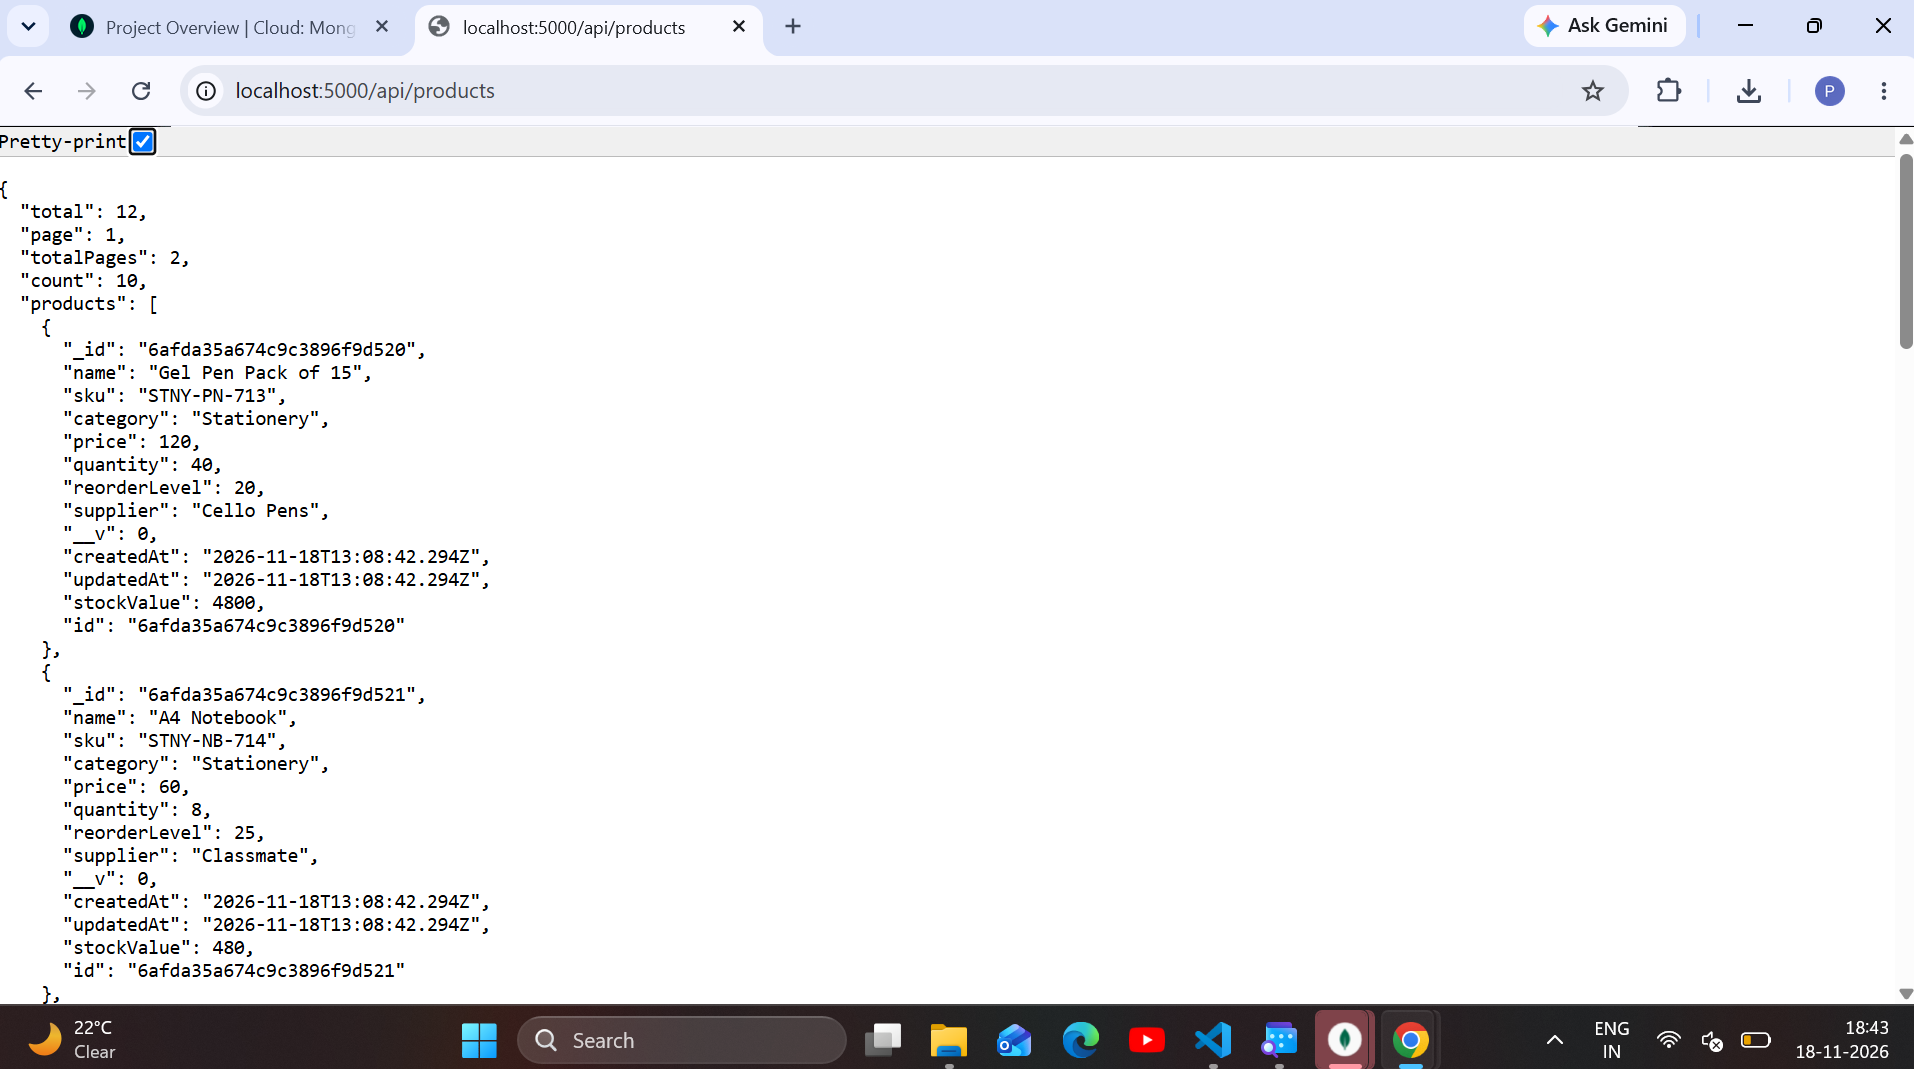 Project Overview | Cloud: Mong
localhost:5000/api/products
Ask Gemini
localhost:5000/api/products
P
Pretty-print
{
  "total": 12,
  "page": 1,
  "totalPages": 2,
  "count": 10,
  "products": [
    {
      "_id": "6afda35a674c9c3896f9d520",
      "name": "Gel Pen Pack of 15",
      "sku": "STNY-PN-713",
      "category": "Stationery",
      "price": 120,
      "quantity": 40,
      "reorderLevel": 20,
      "supplier": "Cello Pens",
      "__v": 0,
      "createdAt": "2026-11-18T13:08:42.294Z",
      "updatedAt": "2026-11-18T13:08:42.294Z",
      "stockValue": 4800,
      "id": "6afda35a674c9c3896f9d520"
    },
    {
      "_id": "6afda35a674c9c3896f9d521",
      "name": "A4 Notebook",
      "sku": "STNY-NB-714",
      "category": "Stationery",
      "price": 60,
      "quantity": 8,
      "reorderLevel": 25,
      "supplier": "Classmate",
      "__v": 0,
      "createdAt": "2026-11-18T13:08:42.294Z",
      "updatedAt": "2026-11-18T13:08:42.294Z",
      "stockValue": 480,
      "id": "6afda35a674c9c3896f9d521"
    },
22°C
Clear
Search
ENG
IN
18:43
18-11-2026